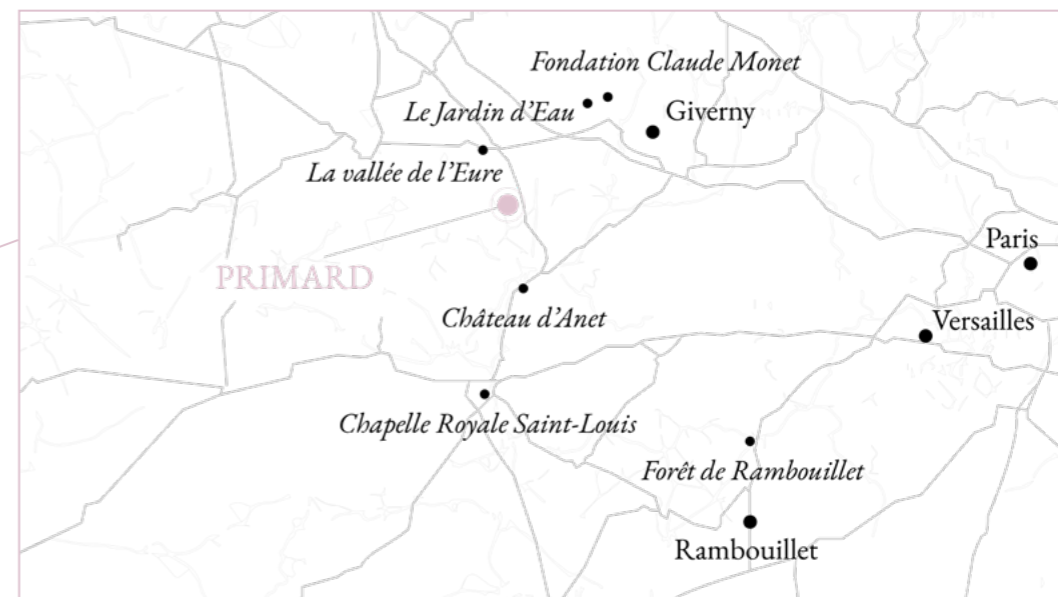 Fondation Claude Monet
Le Jardin d’Eau
Giverny
La vallée de l’Eure
Paris
PRIMARD
Château d’Anet
Versailles
Chapelle Royale Saint-Louis
Forêt de Rambouillet
Rambouillet